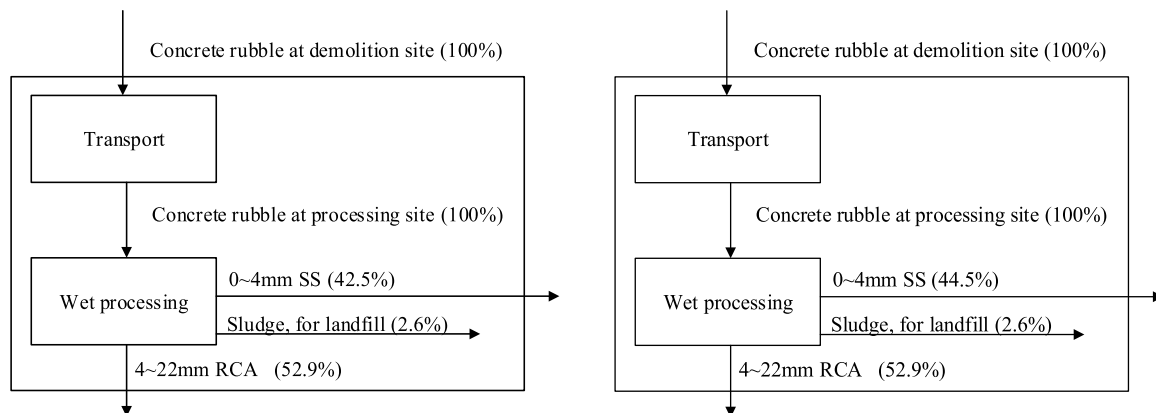 Concrete rubble at demolition site (100%)
Transport
Concrete rubble at processing site (100%)
Wet processing
0~4mm SS (42.5%)
Sludge, for landfill (2.6%)
4~22mm RCA (52.9%)
Concrete rubble at demolition site (100%)
Transport
Concrete rubble at processing site (100%)
Wet processing
0~4mm SS (44.5%)
Sludge, for landfill (2.6%)
4~22mm RCA (52.9%)